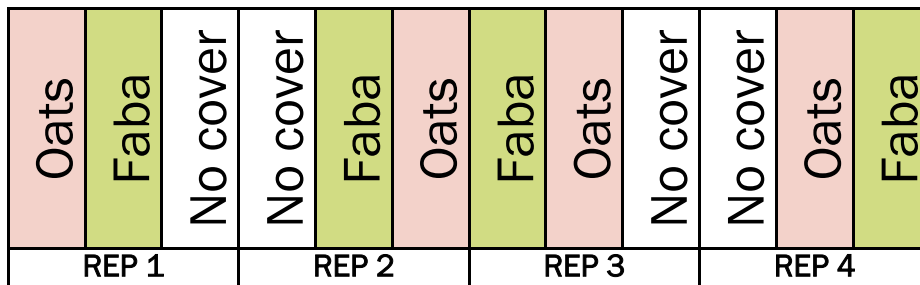 Oats
Faba
No cover
No cover
Faba
Oats
Faba
Oats
No cover
No cover
Oats
Faba
REP 1
REP 2
REP 3
REP 4